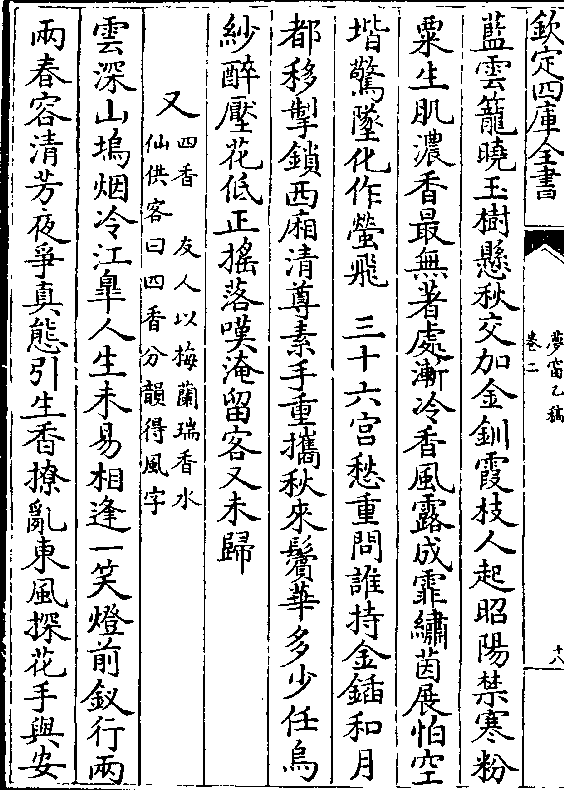 欽定四庫全書
夢窗乙稿
卷二
十八
藍雲籠曉玉樹懸秋交加金釧霞枝人起昭陽禁寒粉
粟生肌濃香最無著處漸冷香風露成霏繡茵展怕空
堦驚墜化作螢飛　三十六宮愁重問誰持金鍤和月
都移掣鎖西廂清尊素手重攜秋來鬢華多少任烏
紗醉壓花低正搖落嘆淹留客又未歸
又
四香　友人以梅蘭瑞香水
仙供客曰四香分韻得風字
雲深山塢烟冷江臯人生未易相逢一笑燈前釵行兩
兩春容清芳夜爭真態引生香撩亂東風探花手與安